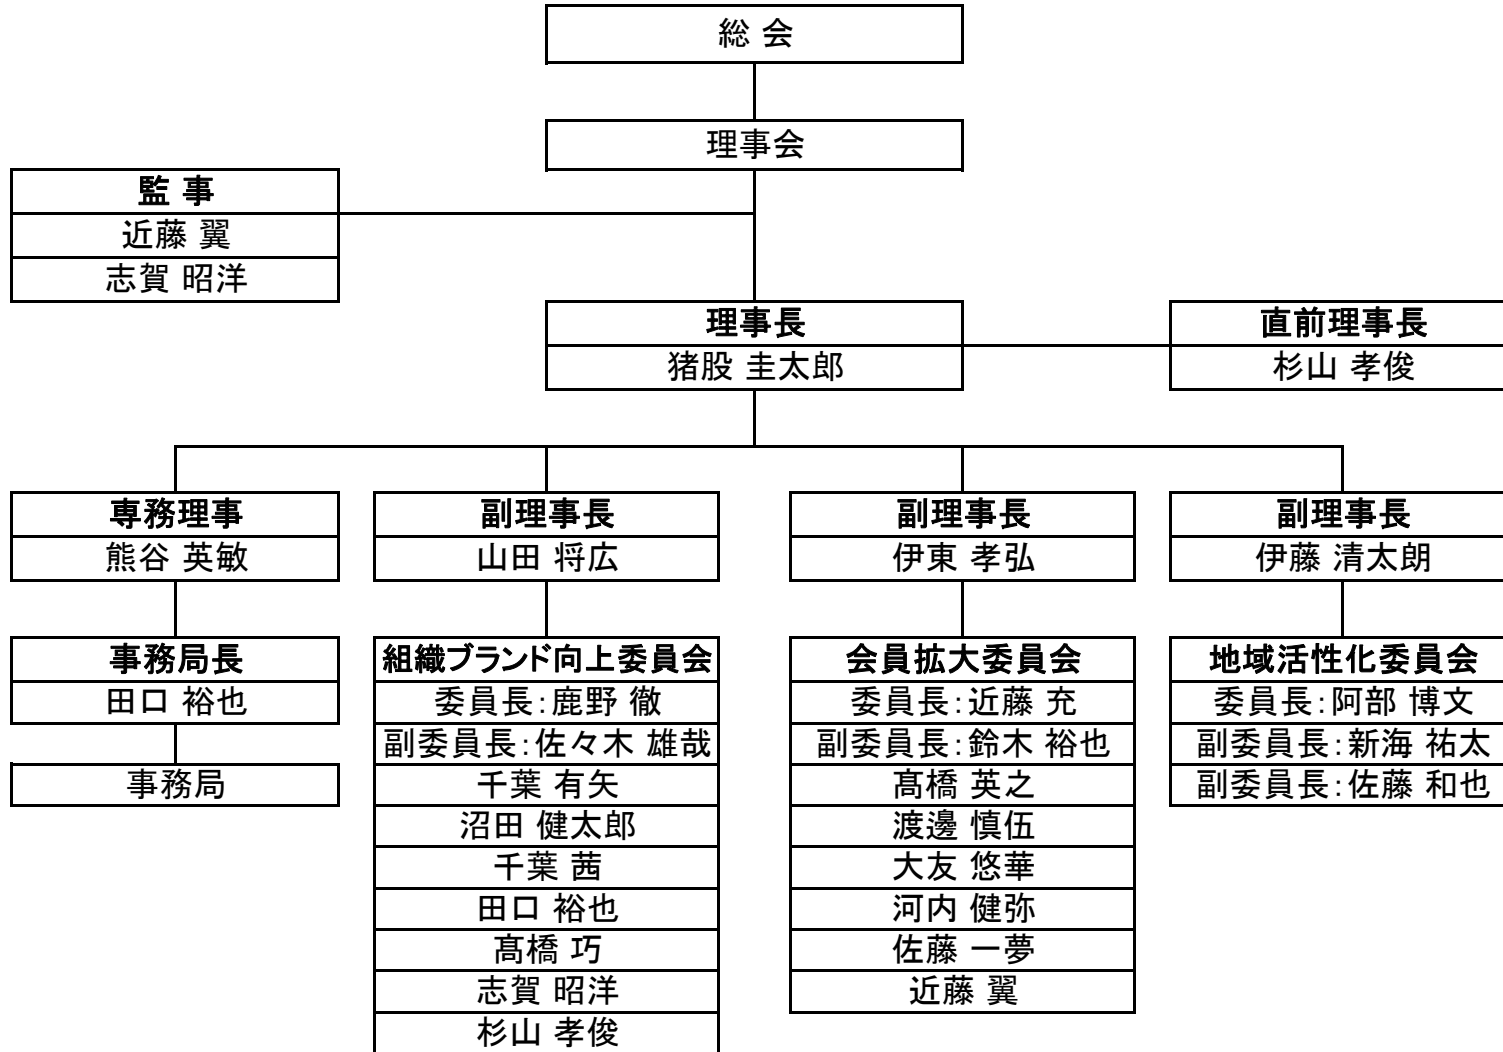 総 会
理事会
監 事
近藤 翼
志賀 昭洋
理事長
猪股 圭太郎
直前理事長
杉山 孝俊
専務理事
熊谷 英敏
事務局長
田口 裕也
事務局
副理事長
山田 将広
組織ブランド向上委員会
委員長：鹿野 徹
副委員長：佐々木 雄哉
千葉 有矢
沼田 健太郎
千葉 茜
田口 裕也
髙橋 巧
志賀 昭洋
杉山 孝俊
副理事長
伊東 孝弘
会員拡大委員会
委員長：近藤 充
副委員長：鈴木 裕也
髙橋 英之
渡邊 慎伍
大友 悠華
河内 健弥
佐藤 一夢
近藤 翼
副理事長
伊藤 清太朗
地域活性化委員会
委員長：阿部 博文
副委員長：新海 祐太
副委員長：佐藤 和也